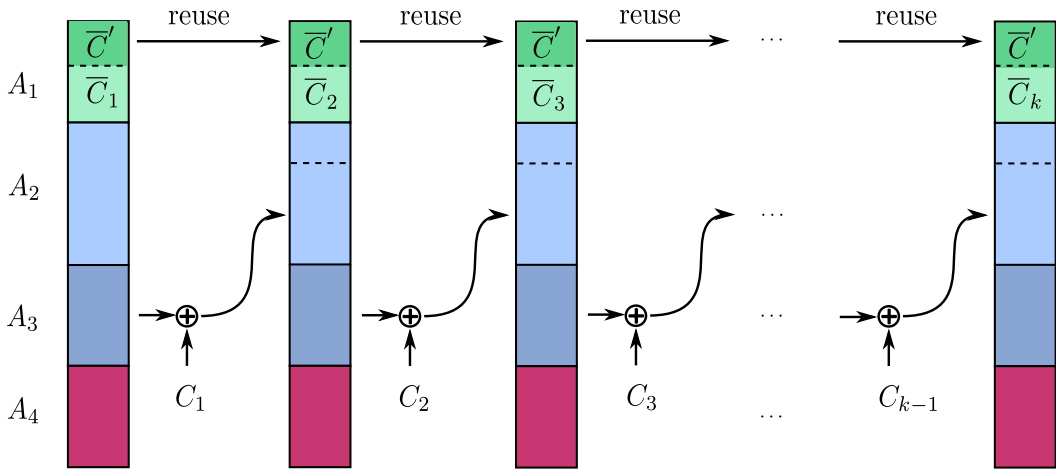 reuse reuse reuse reuse
C̅′ C̅′ C̅′ ⋯ C̅′
A₁ C̅₁ C̅₂ C̅₃ C̅ₖ
A₂ ⋯
A₃ ⊕ ⊕ ⊕ ⋯ ⊕
A₄ C₁ C₂ C₃ ⋯ Cₖ₋₁